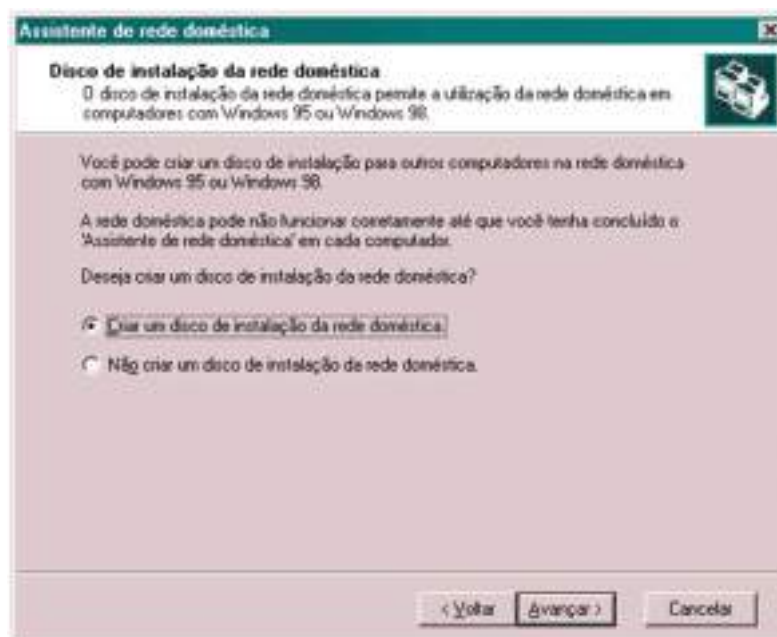 Assistente de rede doméstica
Disco de instalação da rede doméstica
O disco de instalação da rede doméstica permite a utilização da rede doméstica em
computadores com Windows 95 ou Windows 98.
Você pode criar um disco de instalação para outros computadores na rede doméstica
com Windows 95 ou Windows 98.
A rede doméstica pode não funcionar corretamente até que você tenha concluído o
'Assistente de rede doméstica' em cada computador.
Deseja criar um disco de instalação da rede doméstica?
Criar um disco de instalação da rede doméstica.
Não criar um disco de instalação da rede doméstica.
< Voltar Avançar > Cancelar